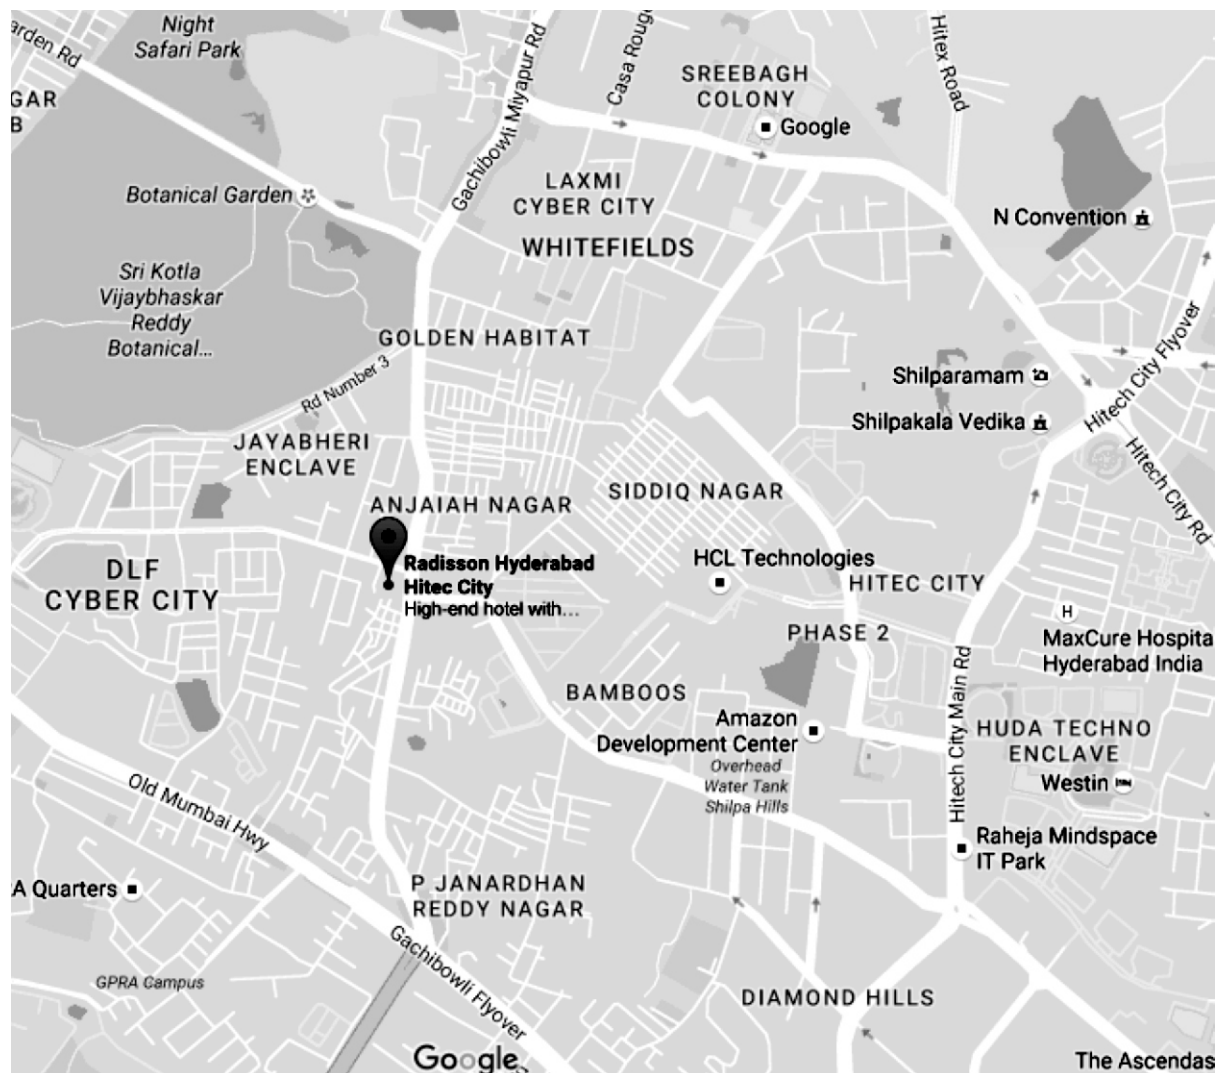 Night
Safari Park
arden Rd
GAR
B
Gachibowli Miyapur Rd
Casa Rouge
SREEBAGH
COLONY
Google
Hitex Road
Botanical Garden
LAXMI
CYBER CITY
WHITEFIELDS
N Convention
Sri Kotla
Vijaybhaskar
Reddy
Botanical...
GOLDEN HABITAT
Rd Number 3
Shilparamam
Hitech City Flyover
Shilpakala Vedika
JAYABHERI
ENCLAVE
Hitech City Rd
ANJAIAH NAGAR
SIDDIQ NAGAR
Radisson Hyderabad
Hitec City
High-end hotel with...
HCL Technologies
DLF
CYBER CITY
HITEC CITY
H
PHASE 2
MaxCure Hospita
Hyderabad India
BAMBOOS
Hitech City Main Rd
Amazon
Development Center
Overhead
Water Tank
Shilpa Hills
HUDA TECHNO
ENCLAVE
Westin
Old Mumbai Hwy
Raheja Mindspace
IT Park
A Quarters
P JANARDHAN
REDDY NAGAR
Gachibowli Flyover
GPRA Campus
DIAMOND HILLS
Google
The Ascendas